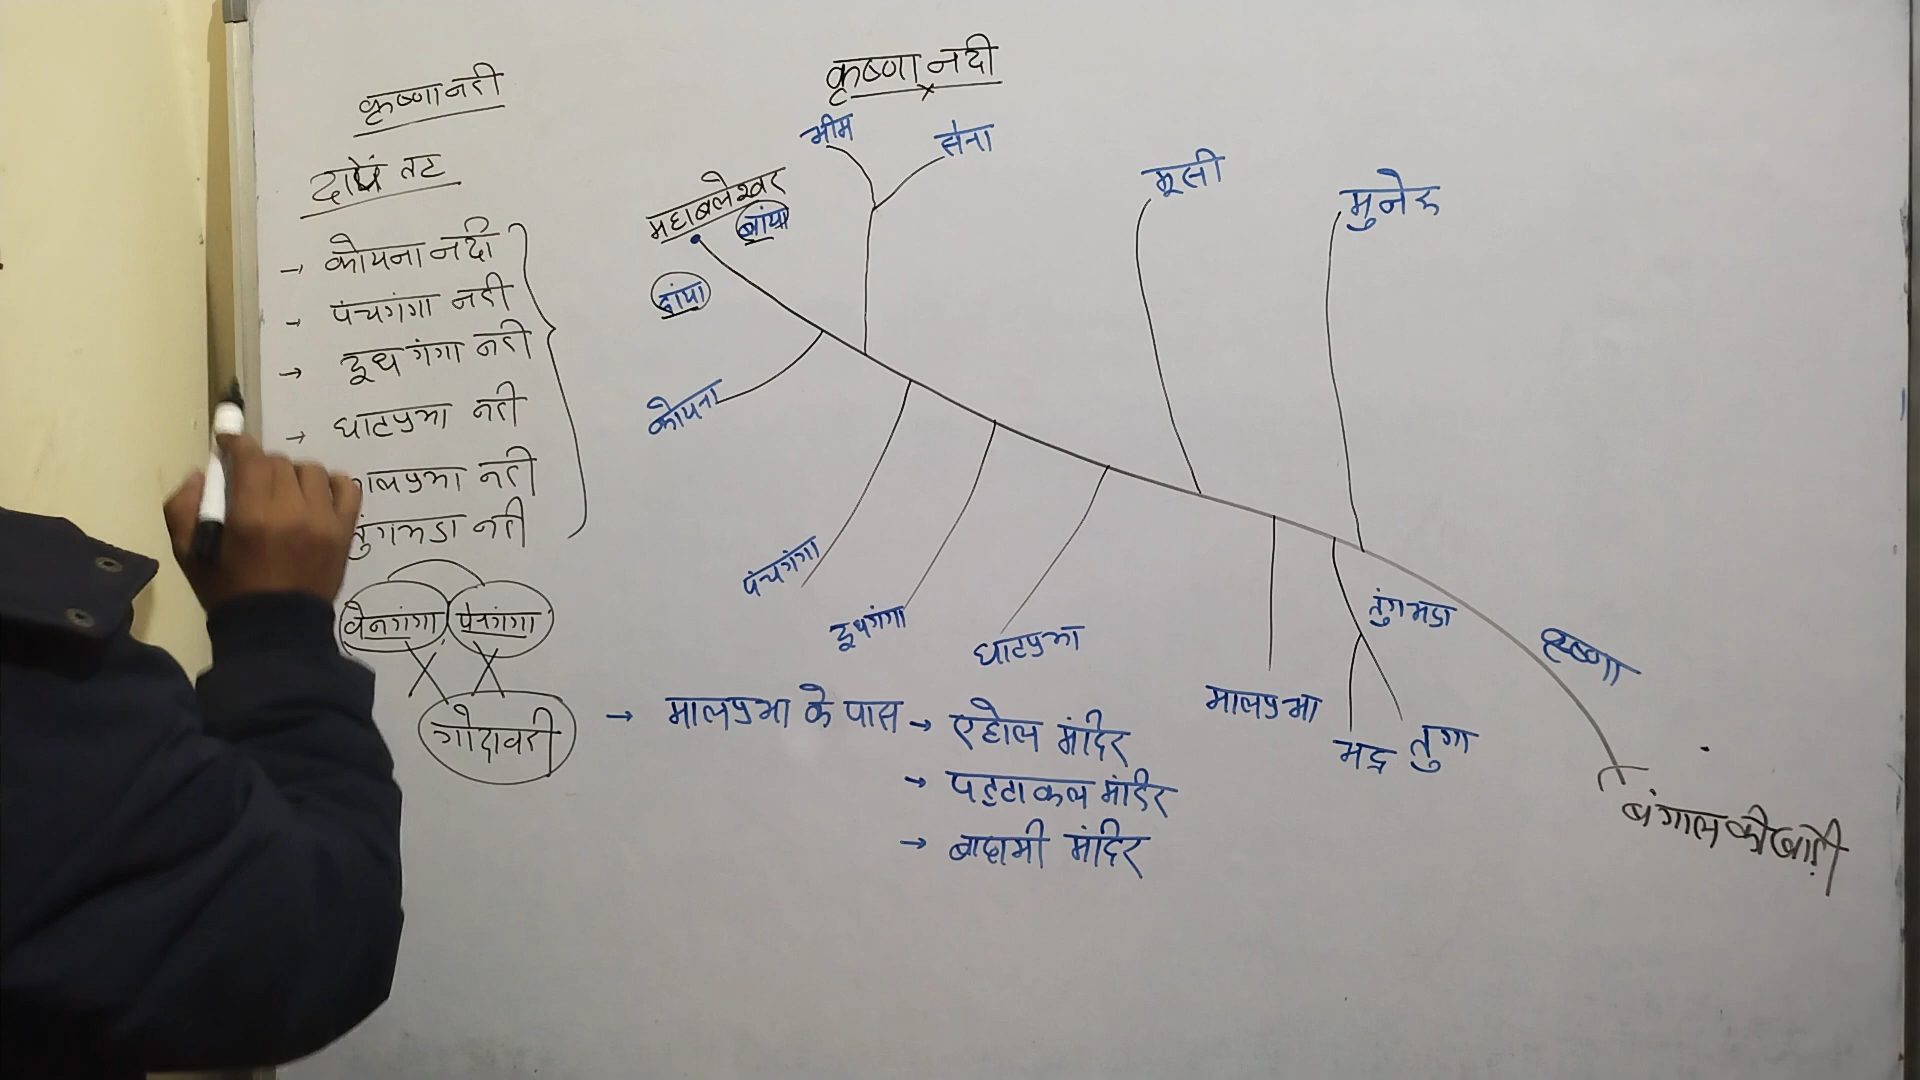 कृष्णा नदी
दायें तट
→ कोयना नदी
→ पंचगंगा नदी
→ दूधगंगा नदी
→ घाटप्रभा नदी
मालप्रभा नदी
तुंगभद्रा नदी
वेनगंगा पेनगंगा
गोदावरी
कृष्णा नदी
भीम
सेना
मूसी
मुनेरु
महाबलेश्वर
बांया
दांया
कोयना
पंचगंगा
दूधगंगा
घाटप्रभा
मालप्रभा
तुंगभद्रा
भद्र तुगा
कृष्णा
बंगाल की खाड़ी
→ मालप्रभा के पास → एहोल मंदिर
→ पट्टाकल मंदिर
→ बादामी मंदिर